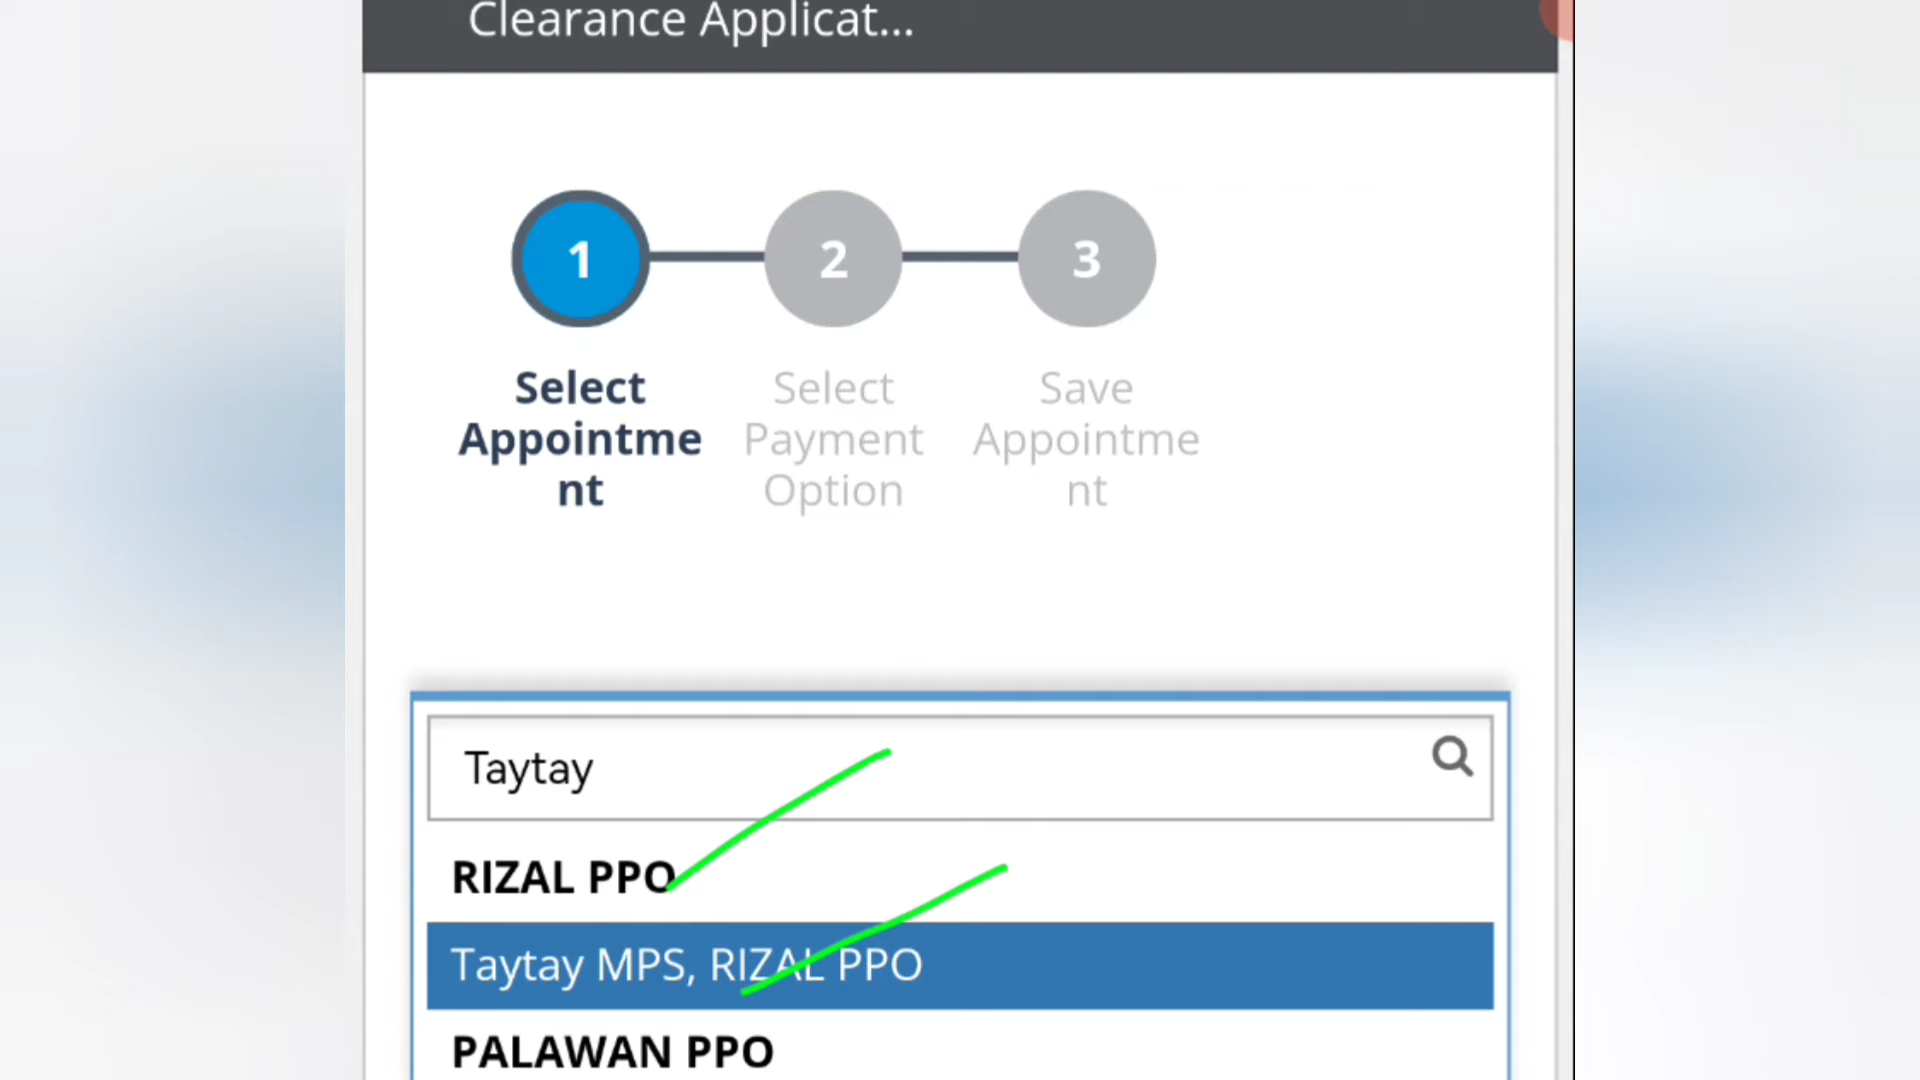 Clearance Applicat...
1
2
3
Select
Appointme
nt
Select
Payment
Option
Save
Appointme
nt
Taytay
RIZAL PPO
Taytay MPS, RIZAL PPO
PALAWAN PPO